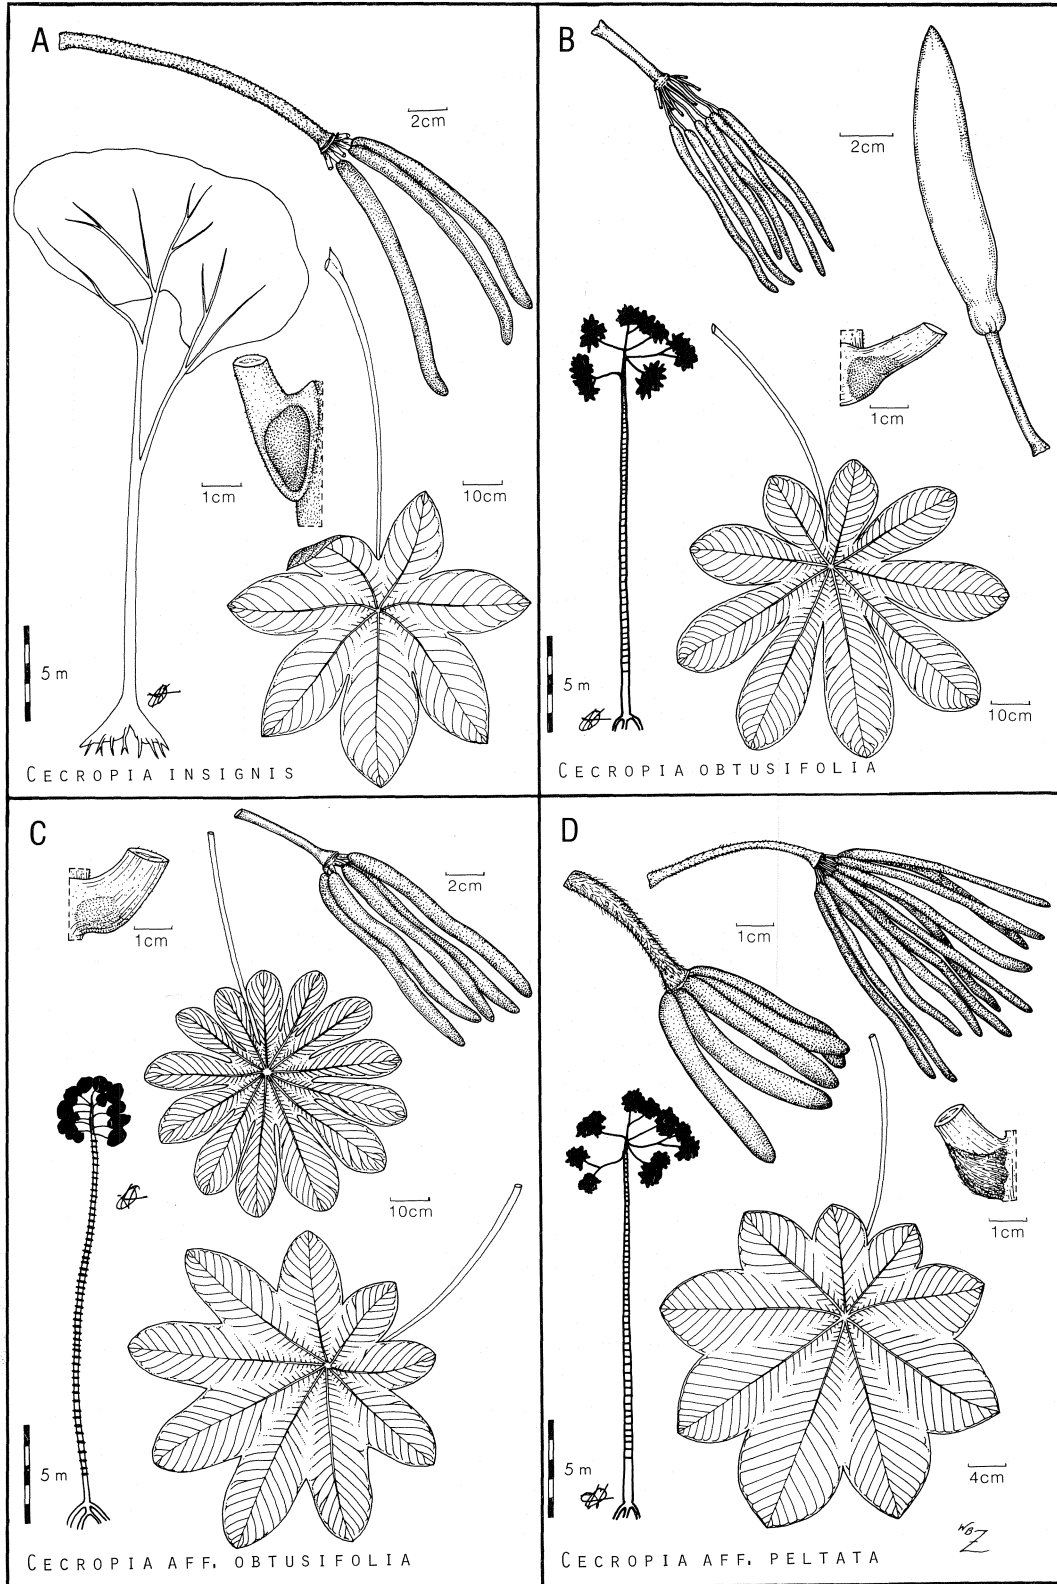 A
2cm
1cm
10cm
5 m
CECROPIA INSIGNIS
B
2cm
1cm
5 m
10cm
CECROPIA OBTUSIFOLIA
C
2cm
1cm
10cm
5 m
CECROPIA AFF. OBTUSIFOLIA
D
1cm
1cm
5 m
4cm
WBZ
CECROPIA AFF. PELTATA